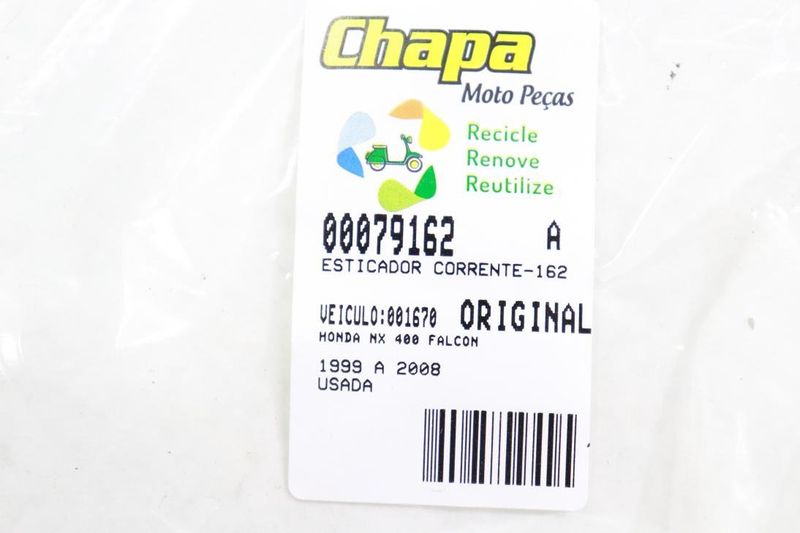 Chapa
Moto Peças
Recicle
Renove
Reutilize
00079162 A
ESTICADOR CORRENTE-162
VEICULO:001670 ORIGINAL
HONDA NX 400 FALCON
1999 A 2008
USADA